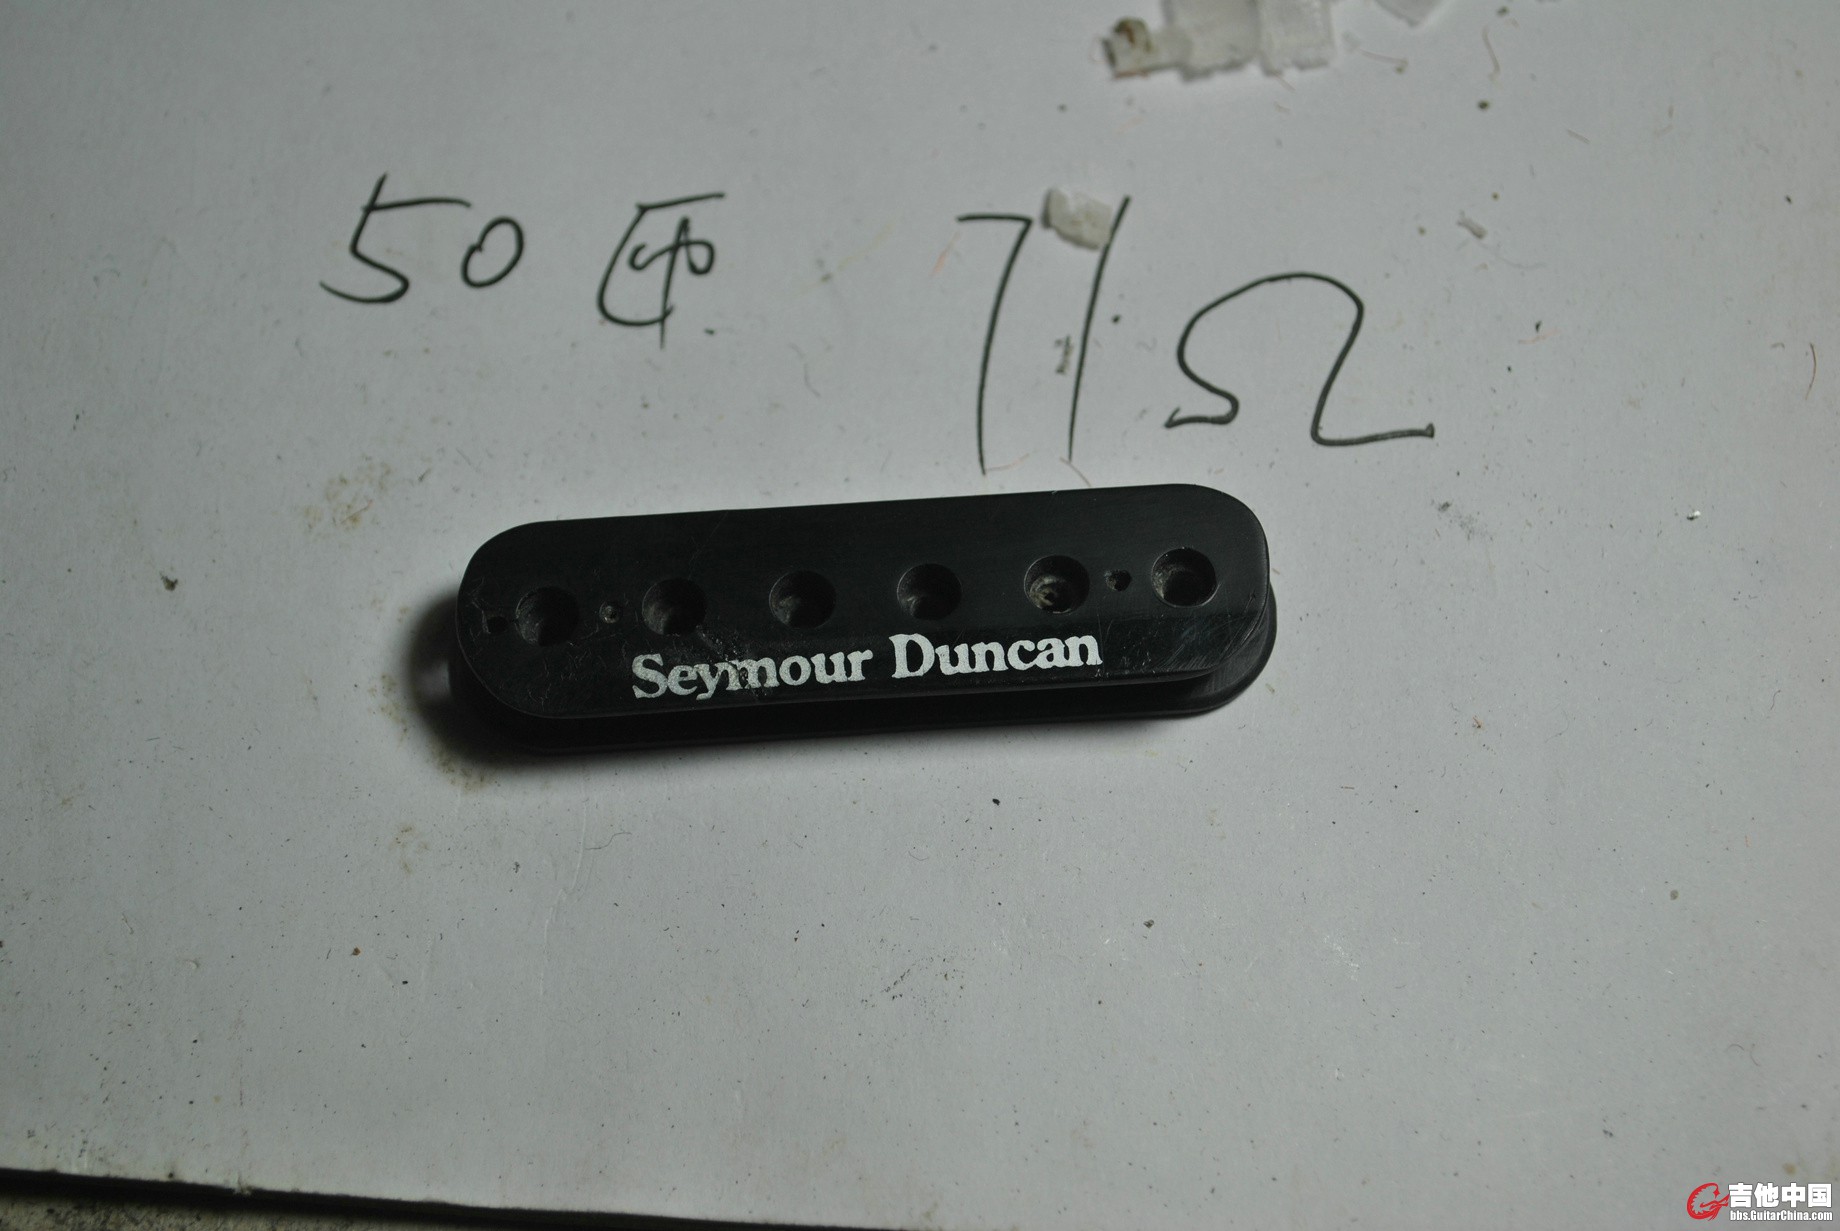 50匝 71Ω
Seymour Duncan
吉他中国
bbs.GuitarChina.com